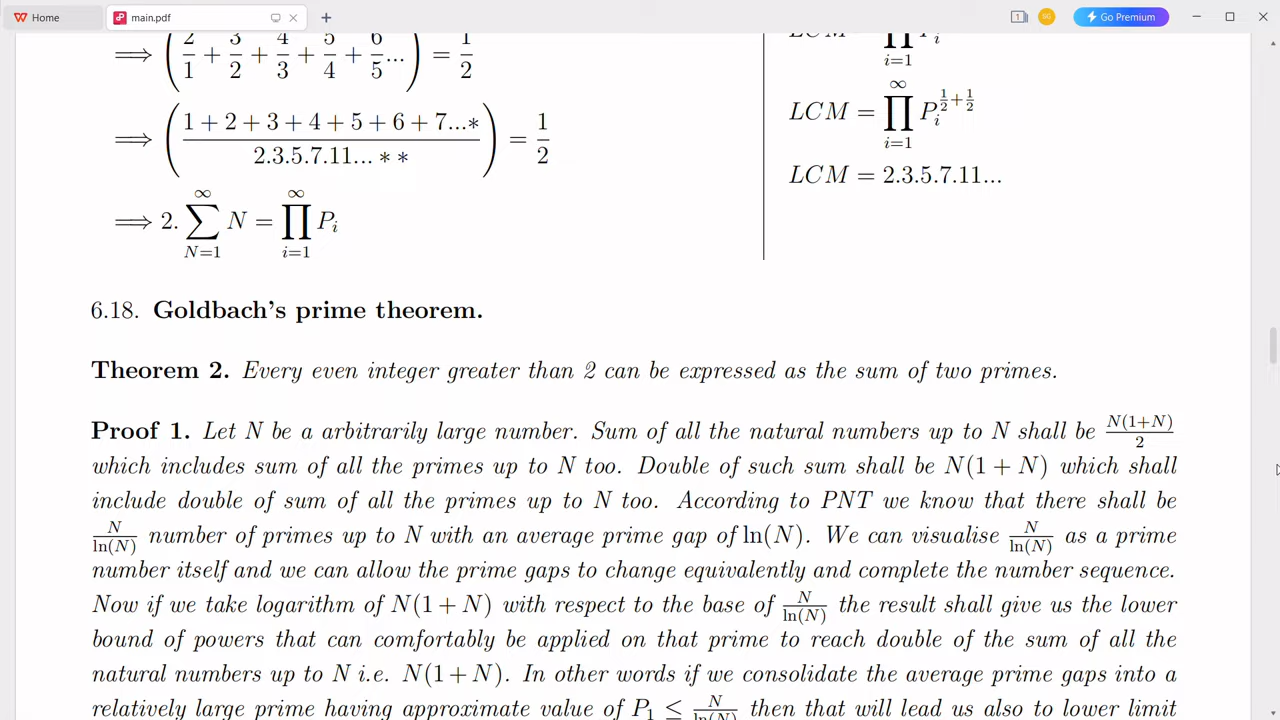 Home
main.pdf
1
SG
Go Premium
⟹ (2/1 + 3/2 + 4/3 + 5/4 + 6/5...) = 1/2
⟹ (1+2+3+4+5+6+7...* / 2.3.5.7.11...**) = 1/2
⟹ 2. ∑_{N=1}^{∞} N = ∏_{i=1}^{∞} P_i
LCM = ∏_{i=1} P_i
LCM = ∏_{i=1}^{∞} P_i^{1/2+1/2}
LCM = 2.3.5.7.11...
6.18. Goldbach's prime theorem.
Theorem 2. Every even integer greater than 2 can be expressed as the sum of two primes.
Proof 1. Let N be a arbitrarily large number. Sum of all the natural numbers up to N shall be N(1+N)/2
which includes sum of all the primes up to N too. Double of such sum shall be N(1 + N) which shall
include double of sum of all the primes up to N too. According to PNT we know that there shall be
N/ln(N) number of primes up to N with an average prime gap of ln(N). We can visualise N/ln(N) as a prime
number itself and we can allow the prime gaps to change equivalently and complete the number sequence.
Now if we take logarithm of N(1 + N) with respect to the base of N/ln(N) the result shall give us the lower
bound of powers that can comfortably be applied on that prime to reach double of the sum of all the
natural numbers up to N i.e. N(1 + N). In other words if we consolidate the average prime gaps into a
relatively large prime having approximate value of P_1 ≤ N/ln(N) then that will lead us also to lower limit